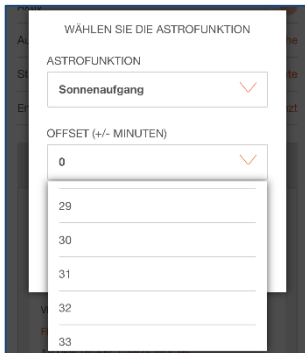 WÄHLEN SIE DIE ASTROFUNKTION
ASTROFUNKTION
Sonnenaufgang
OFFSET (+/- MINUTEN)
0
29
30
31
32
33